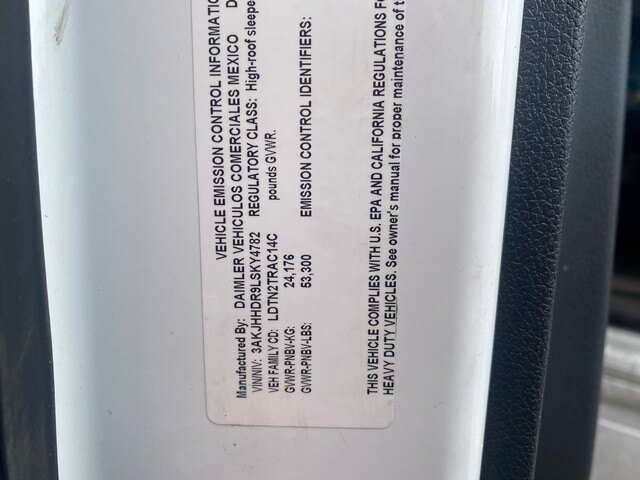 VEHICLE EMISSION CONTROL INFORMATIO
Manufactured By: DAIMLER VEHICULOS COMERCIALES MEXICO D
VIN/NIV: 3AKJHHDR9LSKY4782 REGULATORY CLASS: High-roof sleepe
VEH FAMILY CD: LDTN2TRAC14C pounds GVWR.
GVWR-PNBV-KG: 24,176
GVWR-PNBV-LBS: 53,300 EMISSION CONTROL IDENTIFIERS:
THIS VEHICLE COMPLIES WITH U.S. EPA AND CALIFORNIA REGULATIONS FO
HEAVY DUTY VEHICLES. See owner's manual for proper maintenance of t